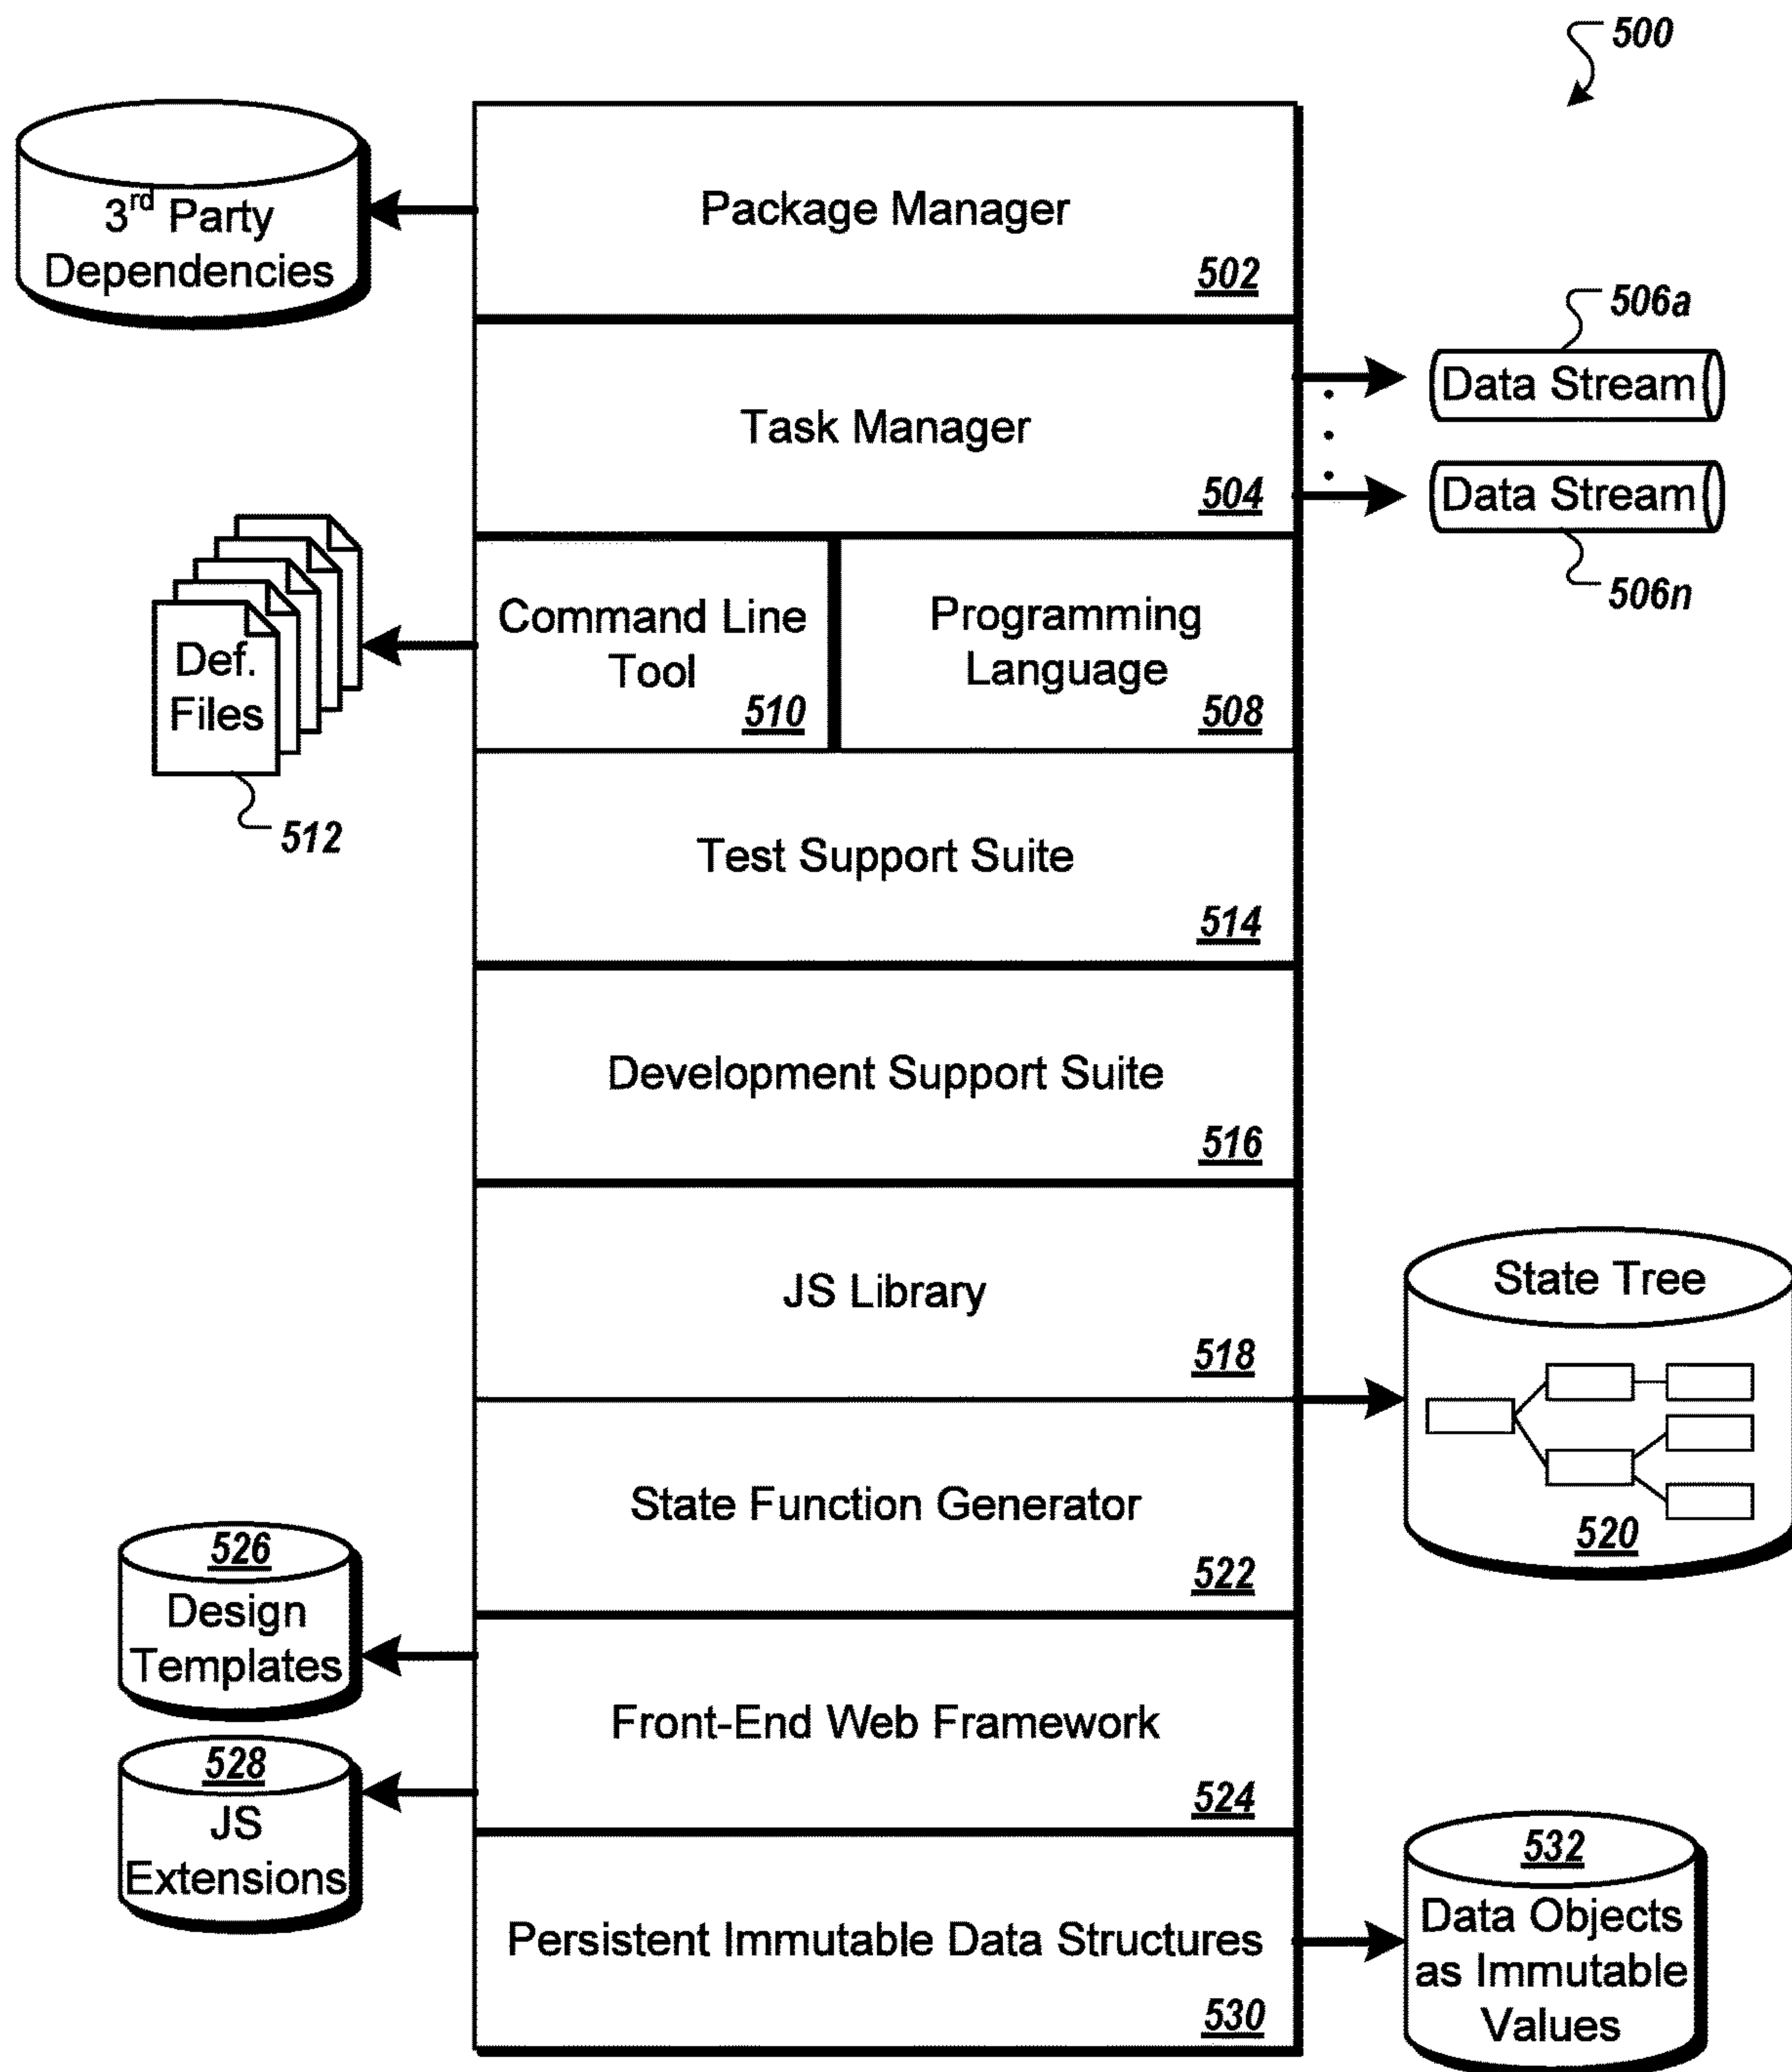 500
3rd Party
Dependencies
Package Manager
502
506a
Data Stream
Task Manager
504
Data Stream
506n
Def.
Files
512
Command Line
Tool
510
Programming
Language
508
Test Support Suite
514
Development Support Suite
516
JS Library
518
State Tree
520
State Function Generator
522
526
Design
Templates
Front-End Web Framework
524
528
JS
Extensions
Persistent Immutable Data Structures
530
532
Data Objects
as Immutable
Values